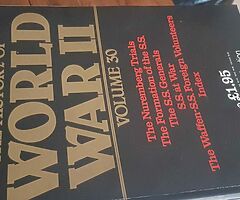 WORLD
WAR II
VOLUME 30
The Nuremberg Trials
The Formation of the S.S.
The S.S. Generals
The S.S. at War
The Waffen-S.S. Foreign Volunteers
Index
£1.95